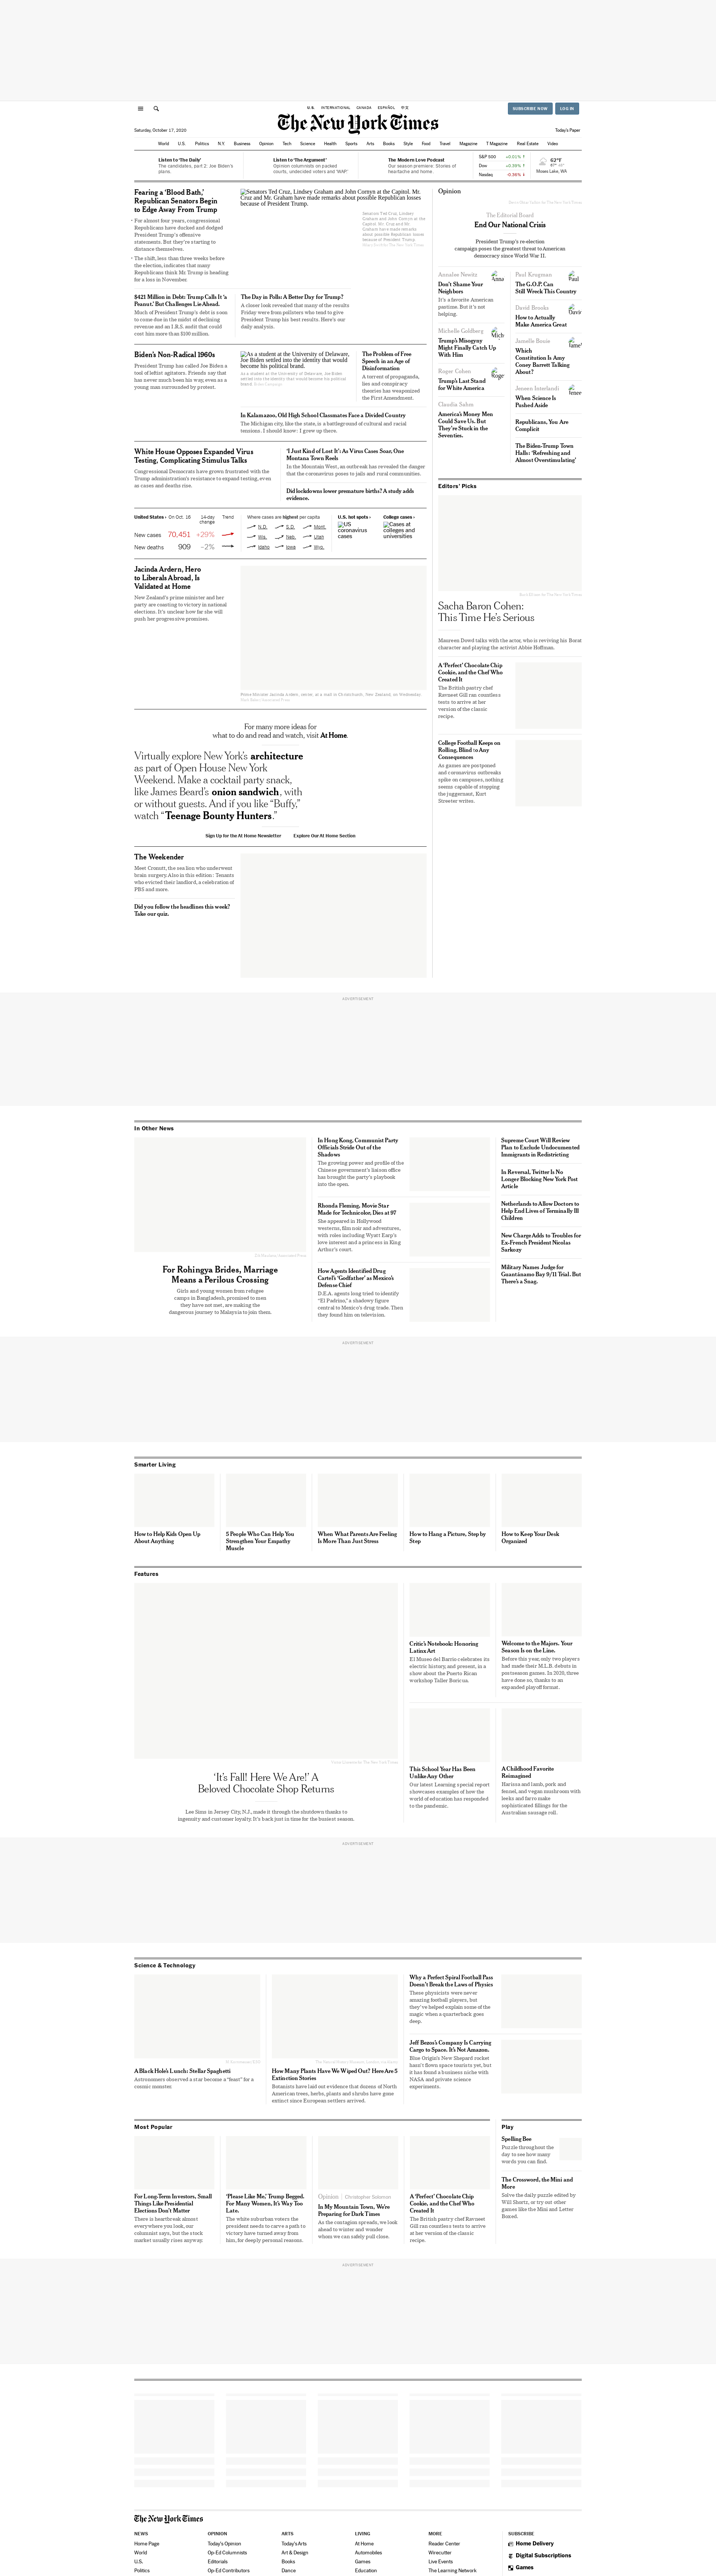 U.S. INTERNATIONAL CANADA ESPAÑOL 中文
SUBSCRIBE NOW
LOG IN
The New York Times
Saturday, October 17, 2020
Today's Paper
World U.S. Politics N.Y. Business Opinion Tech Science Health Sports Arts Books Style Food Travel Magazine T Magazine Real Estate Video
Listen to 'The Daily'
The candidates, part 2: Joe Biden's plans.
Listen to 'The Argument'
Opinion columnists on packed courts, undecided voters and 'WAP.'
The Modern Love Podcast
Our season premiere: Stories of heartache and home.
S&P 500 +0.01% ↑
Dow +0.39% ↑
Nasdaq -0.36% ↓
62°F
Moses Lake, WA
Fearing a 'Blood Bath,'
Republican Senators Begin
to Edge Away From Trump
For almost four years, congressional
Republicans have ducked and dodged
President Trump's offensive
statements. But they're starting to
distance themselves.
The shift, less than three weeks before
the election, indicates that many
Republicans think Mr. Trump is heading
for a loss in November.
Senators Ted Cruz, Lindsey Graham and John Cornyn at the Capitol. Mr.
Cruz and Mr. Graham have made remarks about possible Republican losses
because of President Trump.
Senators Ted Cruz, Lindsey
Graham and John Cornyn at the
Capitol. Mr. Cruz and Mr.
Graham have made remarks
about possible Republican losses
because of President Trump.
$421 Million in Debt: Trump Calls It 'a
Peanut,' But Challenges Lie Ahead.
Much of President Trump's debt is soon
to come due in the midst of declining
revenue and an I.R.S. audit that could
cost him more than $100 million.
The Day in Polls: A Better Day for Trump?
A closer look revealed that many of the results
Friday were from pollsters who tend to give
President Trump his best results. Here's our
daily analysis.
Biden's Non-Radical 1960s
President Trump has called Joe Biden a
tool of leftist agitators. Friends say that
he has never much been his way, even as a
young man surrounded by protest.
As a student at the University of Delaware,
Joe Biden settled into the identity that would
become his political brand.
The Problem of Free
Speech in an Age of
Disinformation
A torrent of propaganda,
lies and conspiracy
theories has weaponized
the First Amendment.
In Kalamazoo, Old High School Classmates Face a Divided Country
The Michigan city, like the state, is a battleground of cultural and racial
tensions. I should know: I grew up there.
White House Opposes Expanded Virus
Testing, Complicating Stimulus Talks
Congressional Democrats have grown frustrated with the
Trump administration's resistance to expand testing, even
as cases and deaths rise.
'I Just Kind of Lost It': As Virus Cases Soar, One
Montana Town Reels
In the Mountain West, an outbreak has revealed the danger
that the coronavirus poses to jails and rural communities.
Did lockdowns lower premature births? A study adds
evidence.
United States › On Oct. 16 14-day change Trend
New cases 70,451 +29%
New deaths 909 –2%
Where cases are highest per capita
N.D. S.D. Mont.
Wis. Neb. Utah
Idaho Iowa Wyo.
U.S. hot spots ›
US coronavirus cases
College cases ›
Cases at colleges and universities
Jacinda Ardern, Hero
to Liberals Abroad, Is
Validated at Home
New Zealand's prime minister and her
party are coasting to victory in national
elections. It's unclear how far she will
push her progressive promises.
Prime Minister Jacinda Ardern, center, at a mall in Christchurch, New Zealand, on Wednesday.
For many more ideas for
what to do and read and watch, visit At Home.
Virtually explore New York's architecture
as part of Open House New York
Weekend. Make a cocktail party snack,
like James Beard's onion sandwich, with
or without guests. And if you like "Buffy,"
watch "Teenage Bounty Hunters."
Sign Up for the At Home Newsletter
Explore Our At Home Section
The Weekender
Meet Cronutt, the sea lion who underwent
brain surgery. Also in this edition: Tenants
who evicted their landlord, a celebration of
PBS and more.
Did you follow the headlines this week?
Take our quiz.
Opinion
The Editorial Board
End Our National Crisis
President Trump's re-election
campaign poses the greatest threat to American
democracy since World War II.
Annalee Newitz
Don't Shame Your
Neighbors
It's a favorite American
pastime. But it's not
helping.
Michelle Goldberg
Trump's Misogyny
Might Finally Catch Up
With Him
Roger Cohen
Trump's Last Stand
for White America
Claudia Sahm
America's Money Men
Could Save Us. But
They're Stuck in the
Seventies.
Paul Krugman
The G.O.P. Can
Still Wreck This Country
David Brooks
How to Actually
Make America Great
Jamelle Bouie
Which
Constitution Is Amy
Coney Barrett Talking
About?
Jeneen Interlandi
When Science Is
Pushed Aside
Republicans, You Are
Complicit
The Biden-Trump Town
Halls: 'Refreshing and
Almost Overstimulating'
Editors' Picks
Sacha Baron Cohen:
This Time He's Serious
Maureen Dowd talks with the actor, who is reviving his Borat
character and playing the activist Abbie Hoffman.
A 'Perfect' Chocolate Chip
Cookie, and the Chef Who
Created It
The British pastry chef
Ravneet Gill ran countless
tests to arrive at her
version of the classic
recipe.
College Football Keeps on
Rolling, Blind to Any
Consequences
As games are postponed
and coronavirus outbreaks
spike on campuses, nothing
seems capable of stopping
the juggernaut, Kurt
Streeter writes.
ADVERTISEMENT
In Other News
For Rohingya Brides, Marriage
Means a Perilous Crossing
Girls and young women from refugee
camps in Bangladesh, promised to men
they have not met, are making the
dangerous journey to Malaysia to join them.
In Hong Kong, Communist Party
Officials Stride Out of the
Shadows
The growing power and profile of the
Chinese government's liaison office
has brought the party's playbook
into the open.
Rhonda Fleming, Movie Star
Made for Technicolor, Dies at 97
She appeared in Hollywood
westerns, film noir and adventures,
with roles including Wyatt Earp's
love interest and a princess in King
Arthur's court.
How Agents Identified Drug
Cartel's 'Godfather' as Mexico's
Defense Chief
D.E.A. agents long tried to identify
"El Padrino," a shadowy figure
central to Mexico's drug trade. Then
they found him on television.
Supreme Court Will Review
Plan to Exclude Undocumented
Immigrants in Redistricting
In Reversal, Twitter Is No
Longer Blocking New York Post
Article
Netherlands to Allow Doctors to
Help End Lives of Terminally Ill
Children
New Charge Adds to Troubles for
Ex-French President Nicolas
Sarkozy
Military Names Judge for
Guantánamo Bay 9/11 Trial. But
There's a Snag.
ADVERTISEMENT
Smarter Living
How to Help Kids Open Up
About Anything
5 People Who Can Help You
Strengthen Your Empathy
Muscle
When What Parents Are Feeling
Is More Than Just Stress
How to Hang a Picture, Step by
Step
How to Keep Your Desk
Organized
Features
'It's Fall! Here We Are!' A
Beloved Chocolate Shop Returns
Lee Sims in Jersey City, N.J., made it through the shutdown thanks to
ingenuity and customer loyalty. It's back just in time for the busiest season.
Critic's Notebook: Honoring
Latinx Art
El Museo del Barrio celebrates its
electric history, and present, in a
show about the Puerto Rican
workshop Taller Boricua.
Welcome to the Majors. Your
Season Is on the Line.
Before this year, only two players
had made their M.L.B. debuts in
postseason games. In 2020, three
have done so, thanks to an
expanded playoff format.
This School Year Has Been
Unlike Any Other
Our latest Learning special report
showcases examples of how the
world of education has responded
to the pandemic.
A Childhood Favorite
Reimagined
Harissa and lamb, pork and
fennel, and vegan mushroom with
leeks and farro make
sophisticated fillings for the
Australian sausage roll.
ADVERTISEMENT
Science & Technology
A Black Hole's Lunch: Stellar Spaghetti
Astronomers observed a star become a "feast" for a
cosmic monster.
How Many Plants Have We Wiped Out? Here Are 5
Extinction Stories
Botanists have laid out evidence that dozens of North
American trees, herbs, plants and shrubs have gone
extinct since European settlers arrived.
Why a Perfect Spiral Football Pass
Doesn't Break the Laws of Physics
These physicists were never
amazing football players, but
they've helped explain some of the
magic when a quarterback goes
deep.
Jeff Bezos's Company Is Carrying
Cargo to Space. It's Not Amazon.
Blue Origin's New Shepard rocket
hasn't flown space tourists yet, but
it has found a business niche with
NASA and private science
experiments.
Most Popular
For Long-Term Investors, Small
Things Like Presidential
Elections Don't Matter
There is heartbreak almost
everywhere you look, our
columnist says, but the stock
market usually rises anyway.
'Please Like Me,' Trump Begged.
For Many Women, It's Way Too
Late.
The white suburban voters the
president needs to carve a path to
victory have turned away from
him, for deeply personal reasons.
Opinion | Christopher Solomon
In My Mountain Town, We're
Preparing for Dark Times
As the contagion spreads, we look
ahead to winter and wonder
whom we can safely pull close.
A 'Perfect' Chocolate Chip
Cookie, and the Chef Who
Created It
The British pastry chef Ravneet
Gill ran countless tests to arrive
at her version of the classic
recipe.
Play
Spelling Bee
Puzzle throughout the
day to see how many
words you can find.
The Crossword, the Mini and
More
Solve the daily puzzle edited by
Will Shortz, or try out other
games like the Mini and Letter
Boxed.
ADVERTISEMENT
The New York Times
NEWS
Home Page
World
U.S.
Politics
OPINION
Today's Opinion
Op-Ed Columnists
Editorials
Op-Ed Contributors
ARTS
Today's Arts
Art & Design
Books
Dance
LIVING
At Home
Automobiles
Games
Education
MORE
Reader Center
Wirecutter
Live Events
The Learning Network
SUBSCRIBE
Home Delivery
Digital Subscriptions
Games